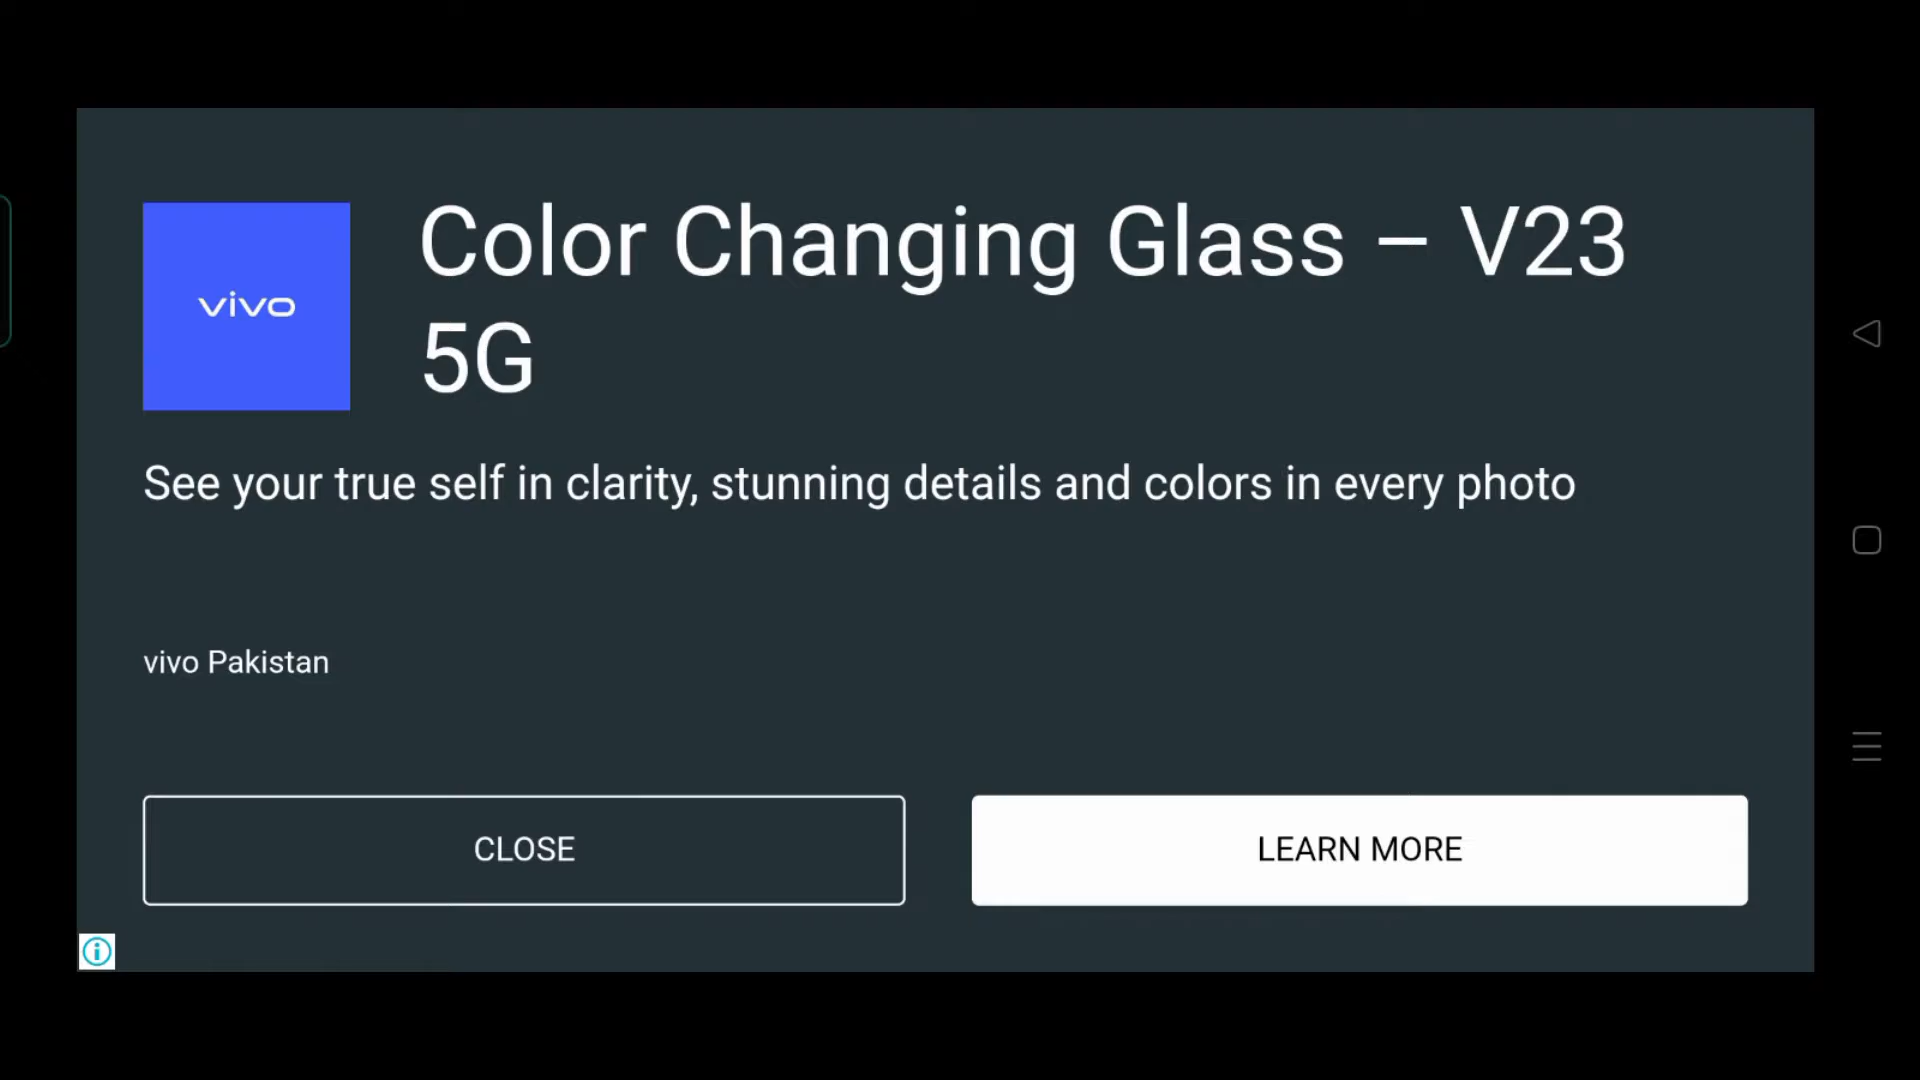 vivo
Color Changing Glass – V23
5G
See your true self in clarity, stunning details and colors in every photo
vivo Pakistan
CLOSE
LEARN MORE